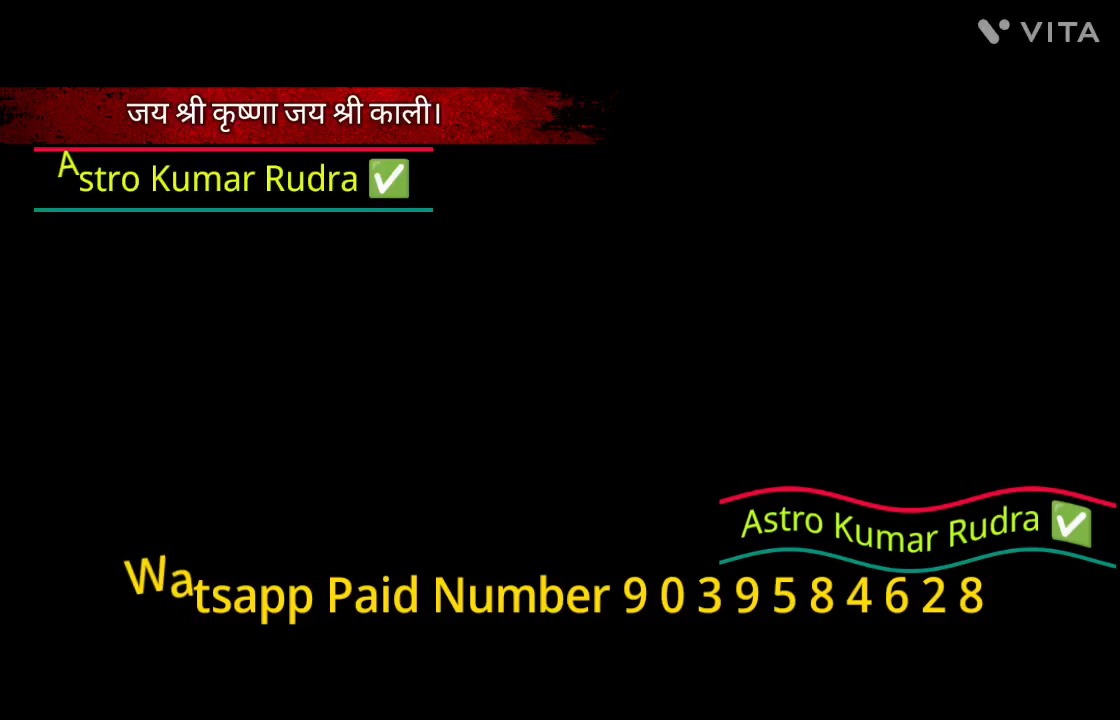 VITA
जय श्री कृष्णा जय श्री काली।
Astro Kumar Rudra ✅
Astro Kumar Rudra ✅
Watsapp Paid Number 9 0 3 9 5 8 4 6 2 8